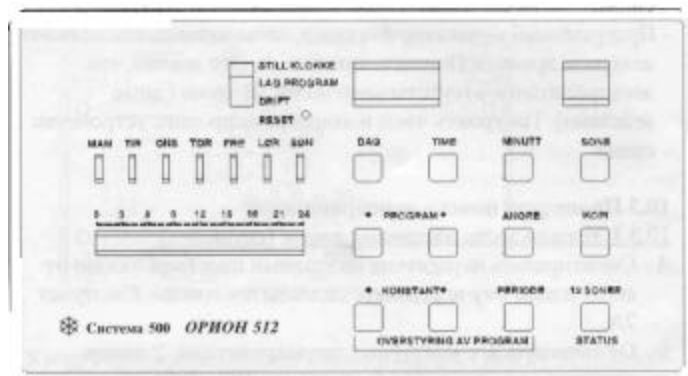 STILL KLOKKE
LAG PROGRAM
DRIFT
RESET
MAN TIR ONS TOR FRE LØR SØN
DAG TIME MINUTT SONE
0 3 6 9 12 15 18 21 24
PROGRAM ANDRE KOPI
KONSTANT PERIODE 12 SONER
Система 500 ОРИОН 512
OVERSTYRING AV PROGRAM STATUS